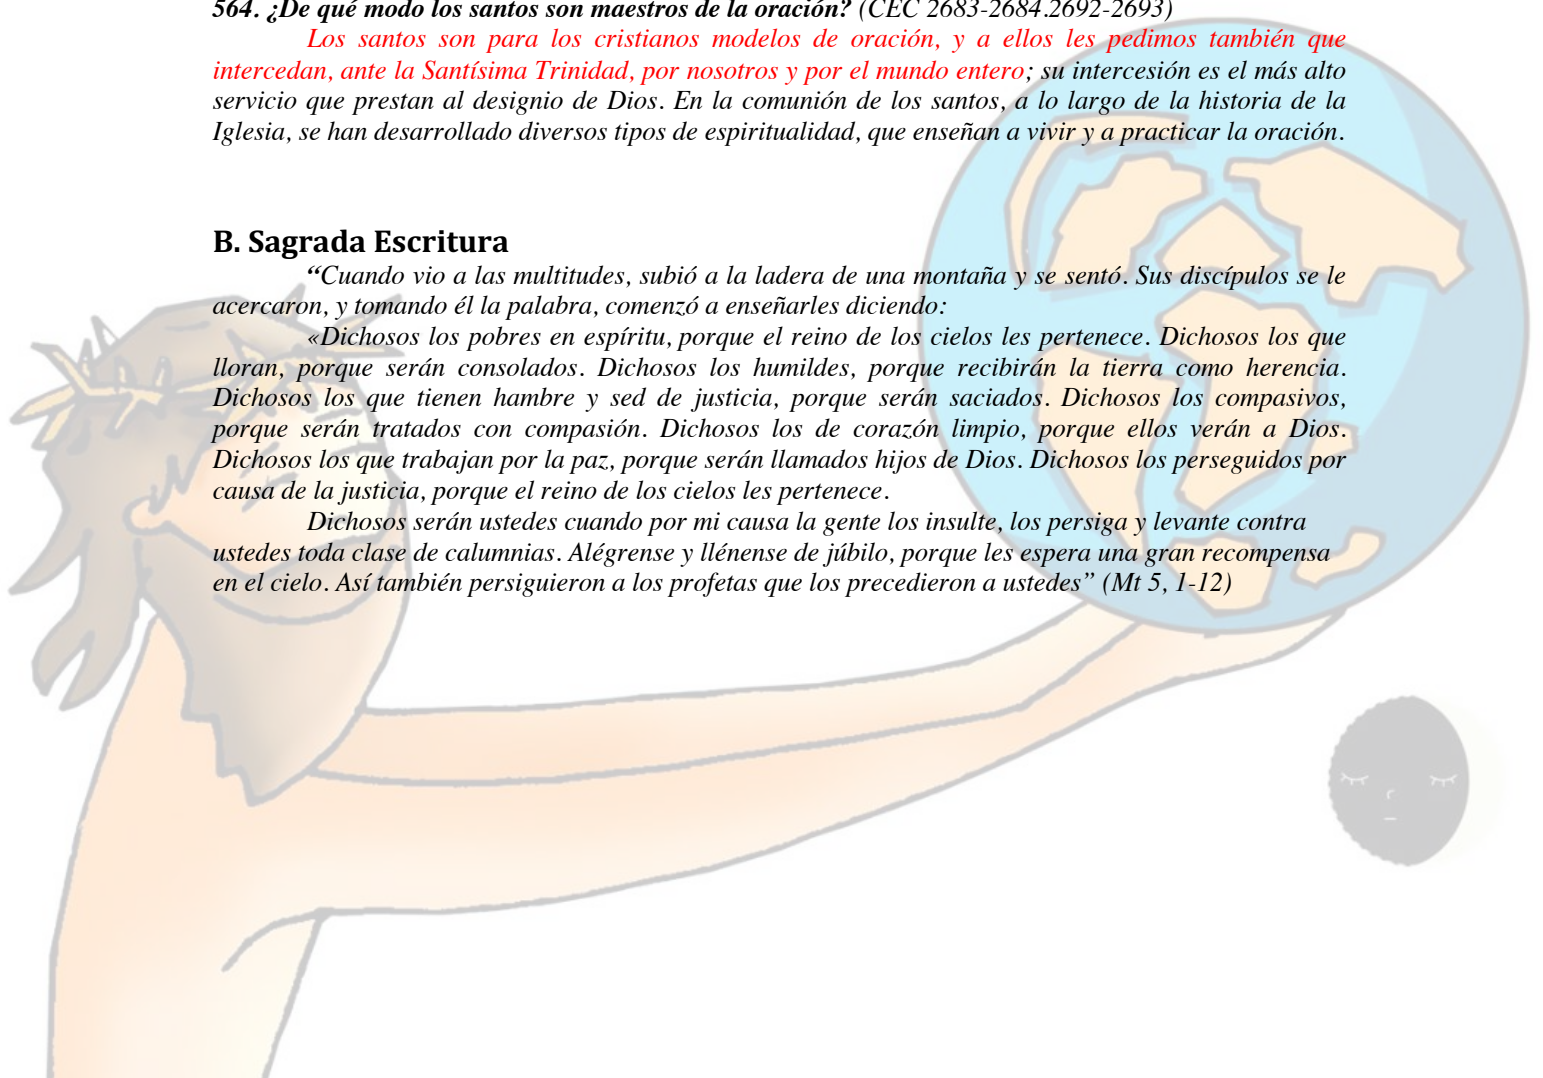 564. ¿De qué modo los santos son maestros de la oración? (CEC 2683-2684.2692-2693)
Los santos son para los cristianos modelos de oración, y a ellos les pedimos también que
intercedan, ante la Santísima Trinidad, por nosotros y por el mundo entero; su intercesión es el más alto
servicio que prestan al designio de Dios. En la comunión de los santos, a lo largo de la historia de la
Iglesia, se han desarrollado diversos tipos de espiritualidad, que enseñan a vivir y a practicar la oración.
B. Sagrada Escritura
“Cuando vio a las multitudes, subió a la ladera de una montaña y se sentó. Sus discípulos se le
acercaron, y tomando él la palabra, comenzó a enseñarles diciendo:
«Dichosos los pobres en espíritu, porque el reino de los cielos les pertenece. Dichosos los que
lloran, porque serán consolados. Dichosos los humildes, porque recibirán la tierra como herencia.
Dichosos los que tienen hambre y sed de justicia, porque serán saciados. Dichosos los compasivos,
porque serán tratados con compasión. Dichosos los de corazón limpio, porque ellos verán a Dios.
Dichosos los que trabajan por la paz, porque serán llamados hijos de Dios. Dichosos los perseguidos por
causa de la justicia, porque el reino de los cielos les pertenece.
Dichosos serán ustedes cuando por mi causa la gente los insulte, los persiga y levante contra
ustedes toda clase de calumnias. Alégrense y llénense de júbilo, porque les espera una gran recompensa
en el cielo. Así también persiguieron a los profetas que los precedieron a ustedes” (Mt 5, 1-12)